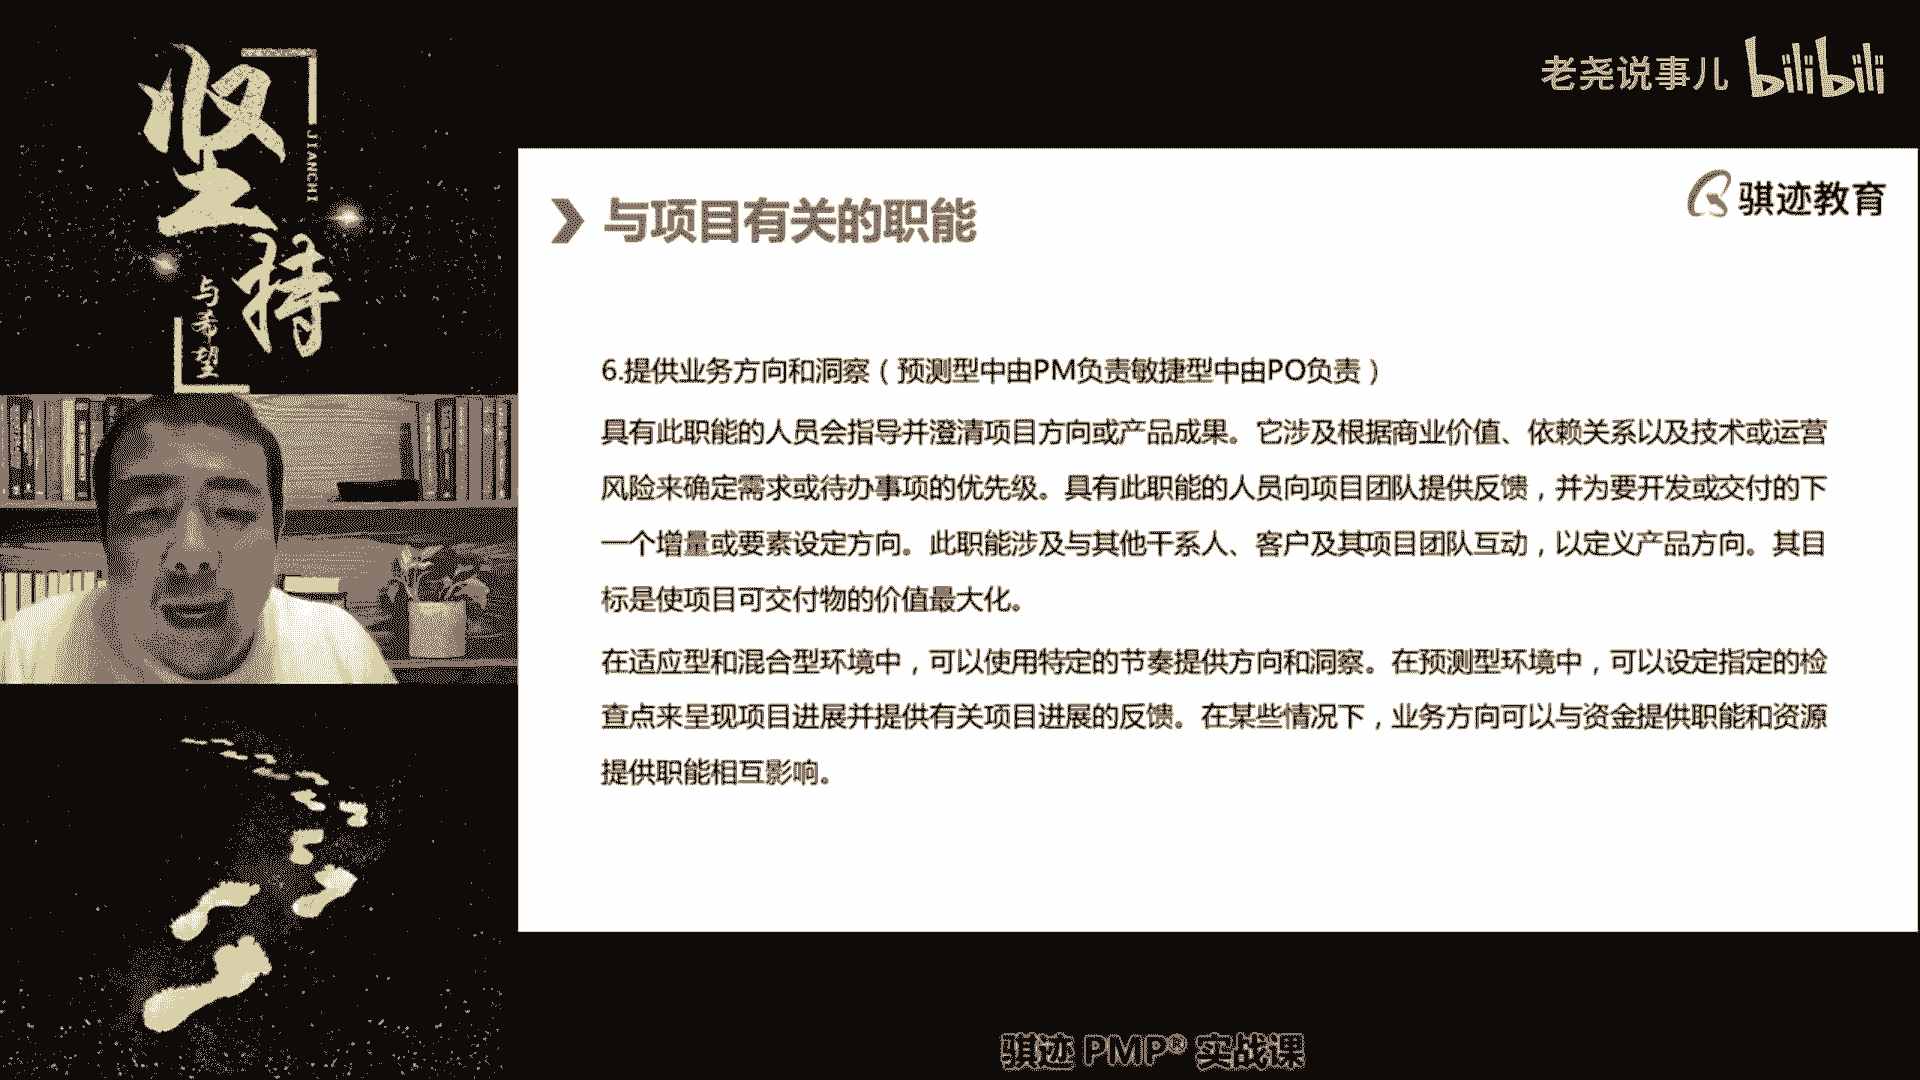 坚持
JIANCHI
与希望
老尧说事儿 bilibili
骐迹教育
与项目有关的职能
6.提供业务方向和洞察（预测型中由PM负责敏捷型中由PO负责）
具有此职能的人员会指导并澄清项目方向或产品成果。它涉及根据商业价值、依赖关系以及技术或运营
风险来确定需求或待办事项的优先级。具有此职能的人员向项目团队提供反馈，并为要开发或交付的下
一个增量或要素设定方向。此职能涉及与其他干系人、客户及其项目团队互动，以定义产品方向。其目
标是使项目可交付物的价值最大化。
在适应型和混合型环境中，可以使用特定的节奏提供方向和洞察。在预测型环境中，可以设定指定的检
查点来呈现项目进展并提供有关项目进展的反馈。在某些情况下，业务方向可以与资金提供职能和资源
提供职能相互影响。
骐迹 PMP® 实战课